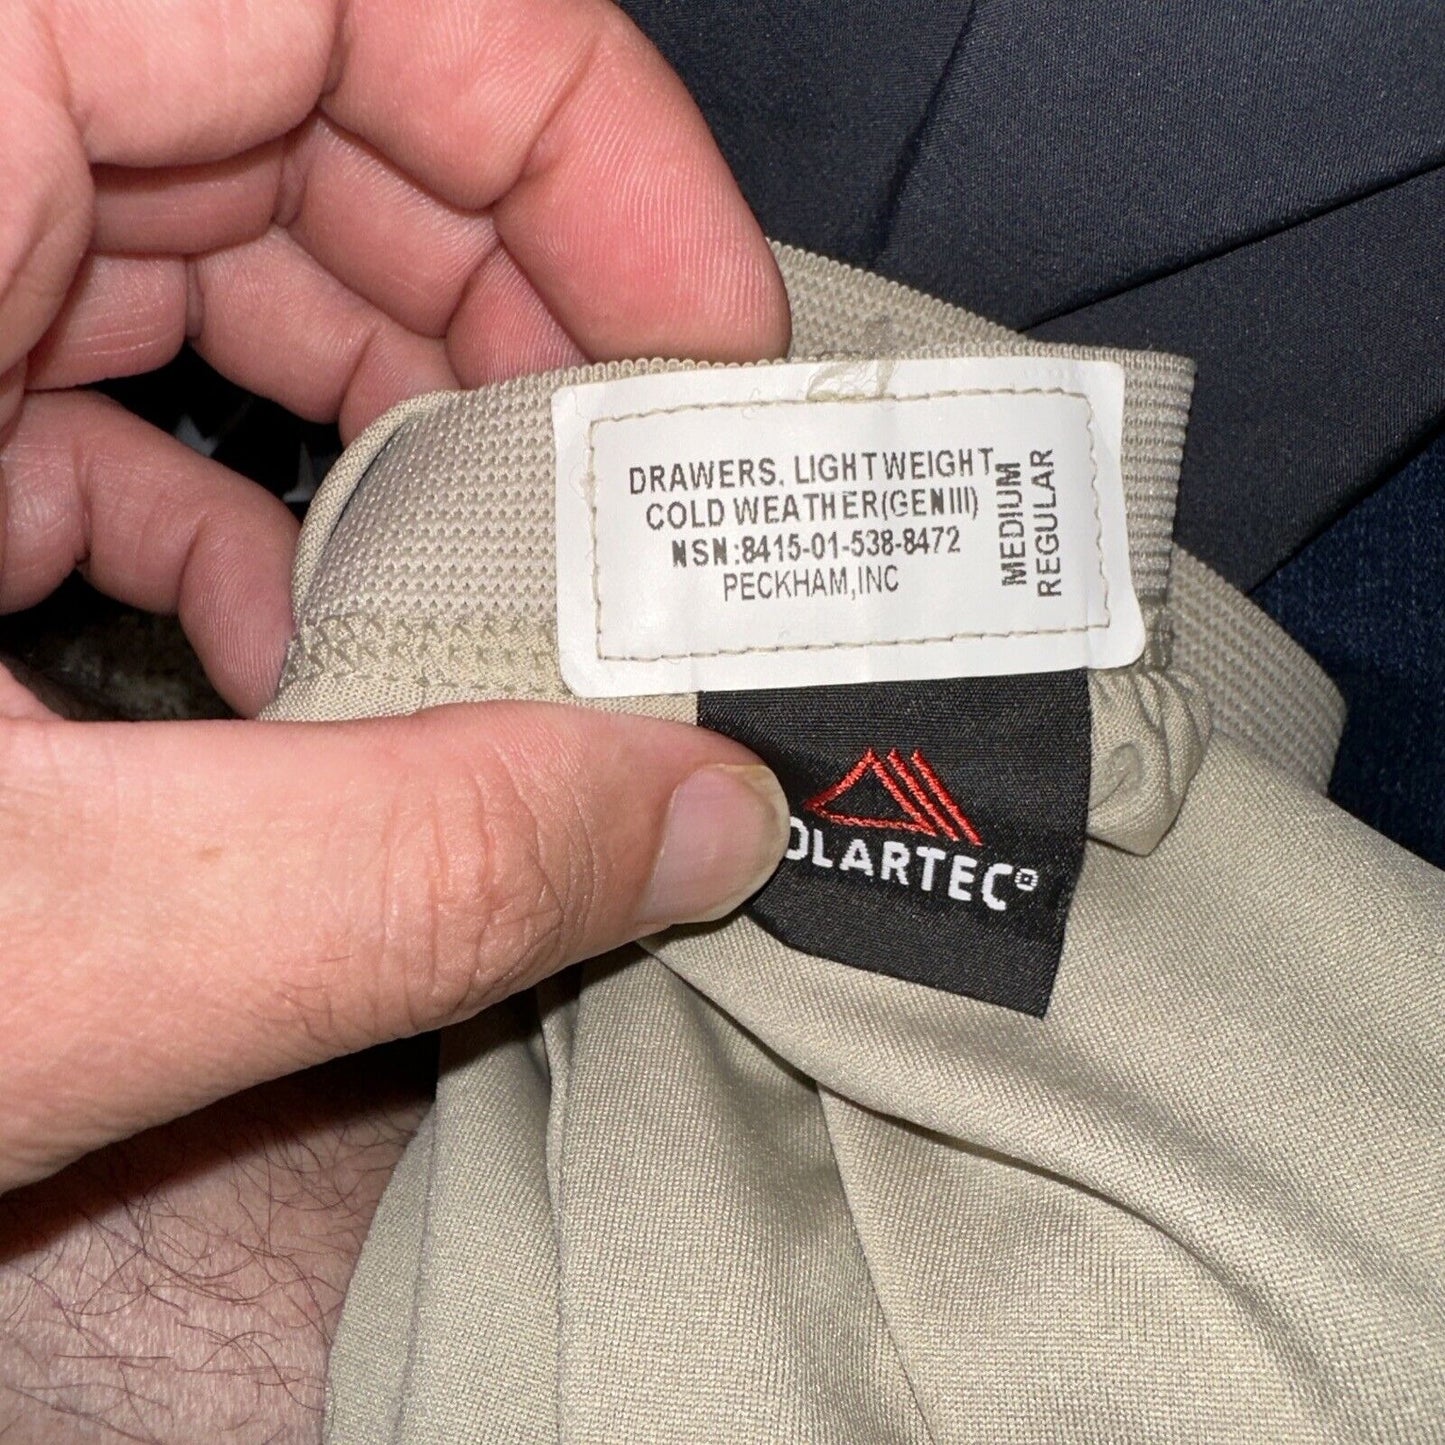 DRAWERS, LIGHTWEIGHT
COLD WEATHER(GENIII)
NSN:8415-01-538-8472
PECKHAM,INC
MEDIUM
REGULAR
OLARTEC®